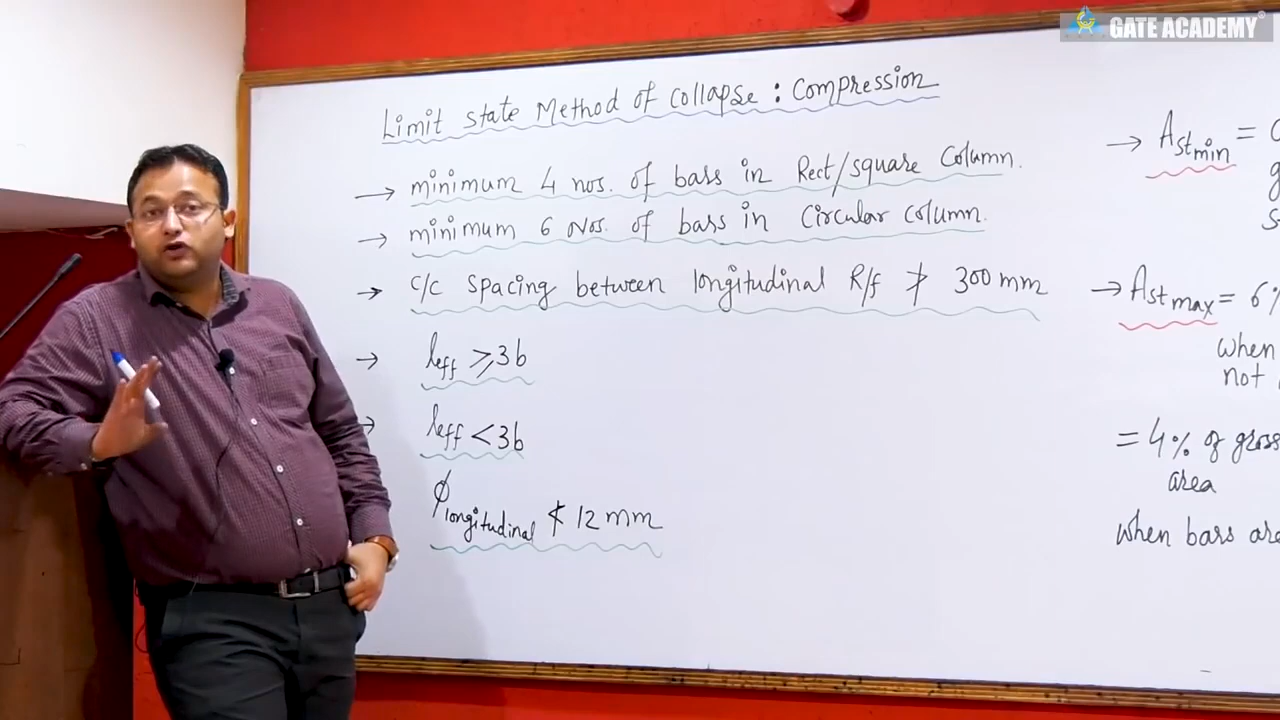 GATE ACADEMY
Limit state Method of Collapse : Compression
→ minimum 4 nos. of bars in Rect/square Column.
→ minimum 6 Nos. of bars in Circular Column.
→ c/c spacing between longitudinal R/f ≯ 300 mm
→ leff ≥ 3b
→ leff < 3b
ϕlongitudinal ≮ 12 mm
→ Astmin =
→ Astmax = 6%
when
not
= 4% of gross
area
when bars are